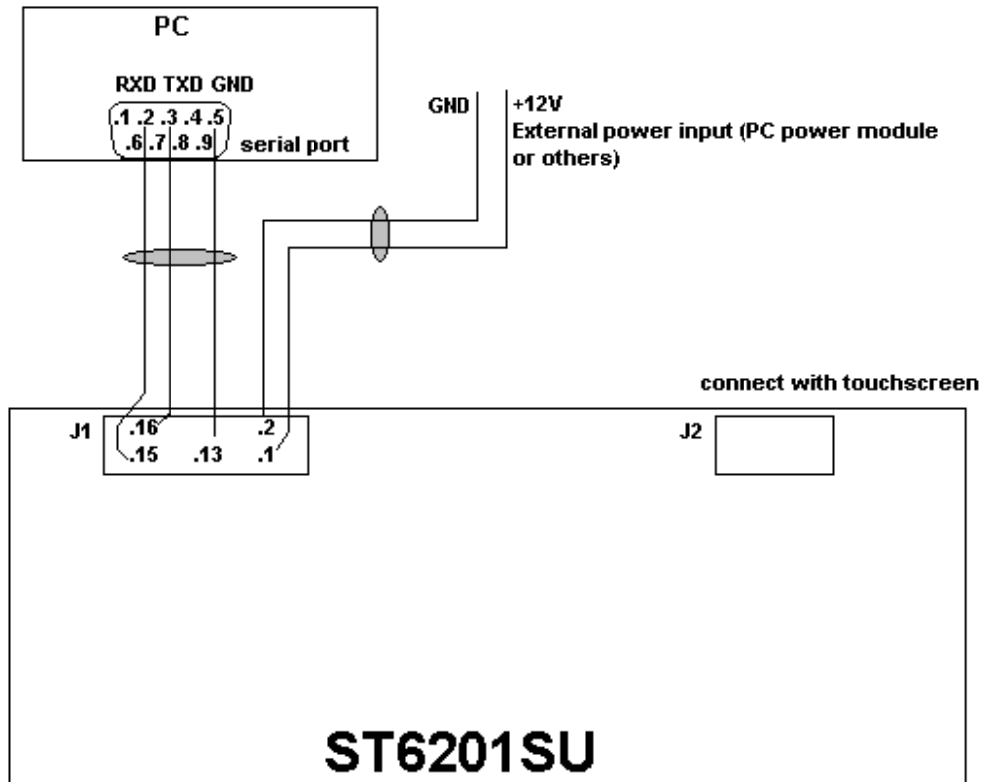 PC
RXD TXD GND
.1 .2 .3 .4 .5
.6 .7 .8 .9
serial port
GND
+12V
External power input (PC power module
or others)
connect with touchscreen
J1
.16
.2
.15
.13
.1
J2
ST6201SU